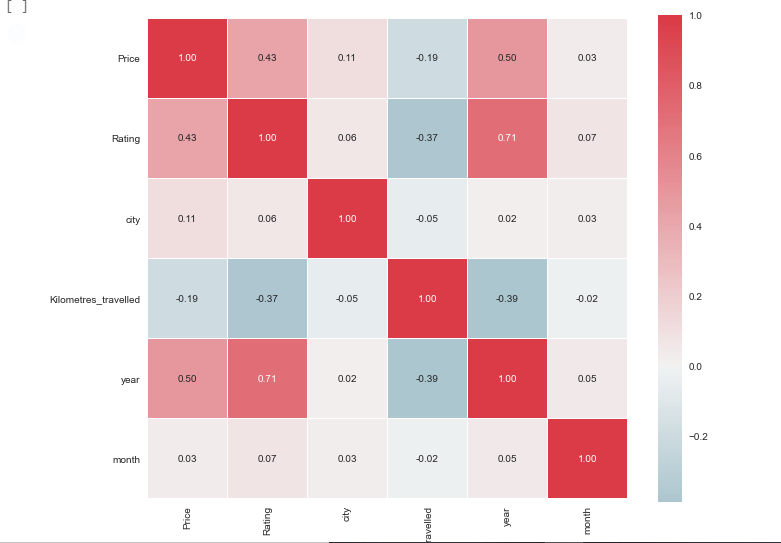 [ ]
1.0
Price 1.00 0.43 0.11 -0.19 0.50 0.03
0.8
Rating 0.43 1.00 0.06 -0.37 0.71 0.07
0.6
0.4
city 0.11 0.06 1.00 -0.05 0.02 0.03
0.2
Kilometres_travelled -0.19 -0.37 -0.05 1.00 -0.39 -0.02
0.0
year 0.50 0.71 0.02 -0.39 1.00 0.05
−0.2
month 0.03 0.07 0.03 -0.02 0.05 1.00
Price Rating city ravelled year month